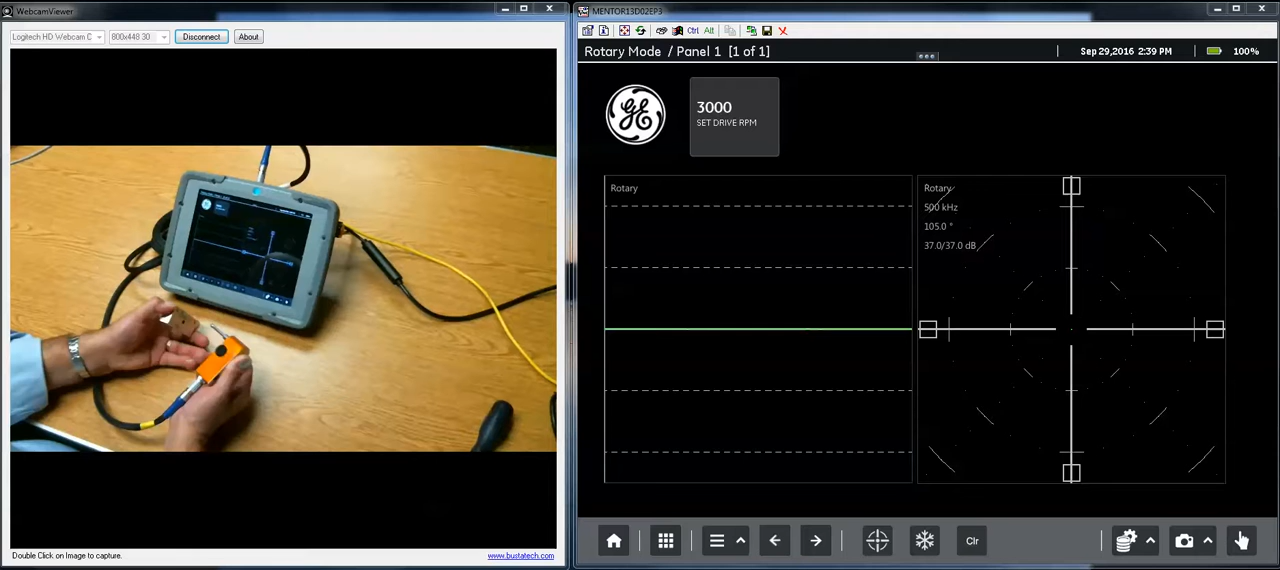 WebcamViewer
Logitech HD Webcam C
800x448 30
Disconnect
About
Double Click on Image to capture.
www.bustatech.com
MENTOR13D02EP3
Ctrl
Alt
Rotary Mode / Panel 1 [1 of 1]
Sep 29,2016 2:39 PM
100%
GE
3000
SET DRIVE RPM
Rotary
Rotary
500 kHz
105.0 °
37.0/37.0 dB
Clr